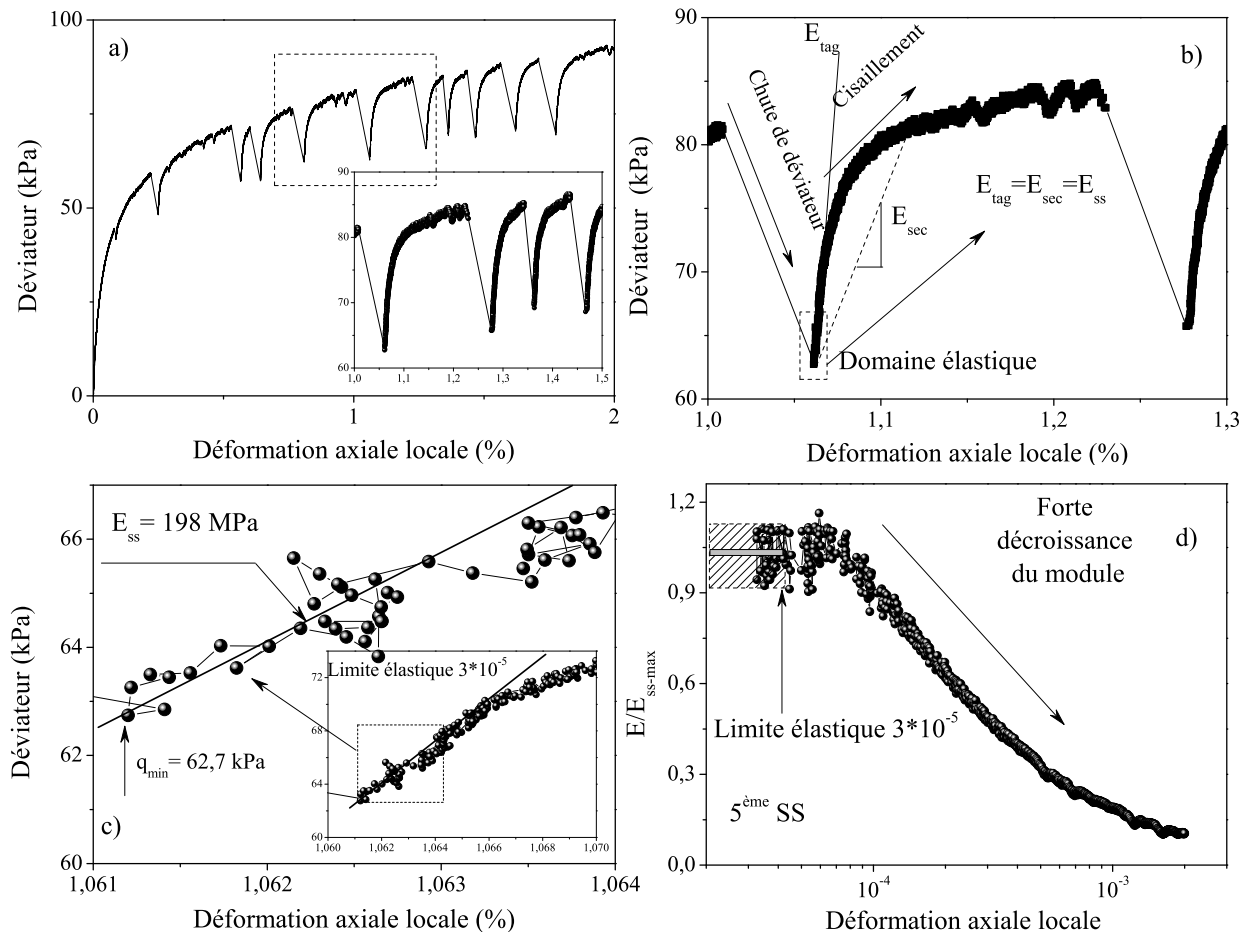 a)
Déviateur (kPa)
100
50
0
0
1
2
Déformation axiale locale (%)
90
80
70
60
1,0
1,1
1,2
1,3
1,4
1,5
b)
Déviateur (kPa)
90
80
70
60
1,0
1,1
1,2
1,3
Déformation axiale locale (%)
E_tag
Cisaillement
Chute de déviateur
E_tag=E_sec=E_ss
E_sec
Domaine élastique
c)
Déviateur (kPa)
66
64
62
60
1,061
1,062
1,063
1,064
Déformation axiale locale (%)
E_ss= 198 MPa
q_min= 62,7 kPa
Limite élastique 3*10^-5
72
68
64
60
1,060
1,062
1,064
1,066
1,068
1,070
d)
E/E_ss-max
1,2
0,9
0,6
0,3
0,0
10^-4
10^-3
Déformation axiale locale
Forte
décroissance
du module
Limite élastique 3*10^-5
5^ème SS